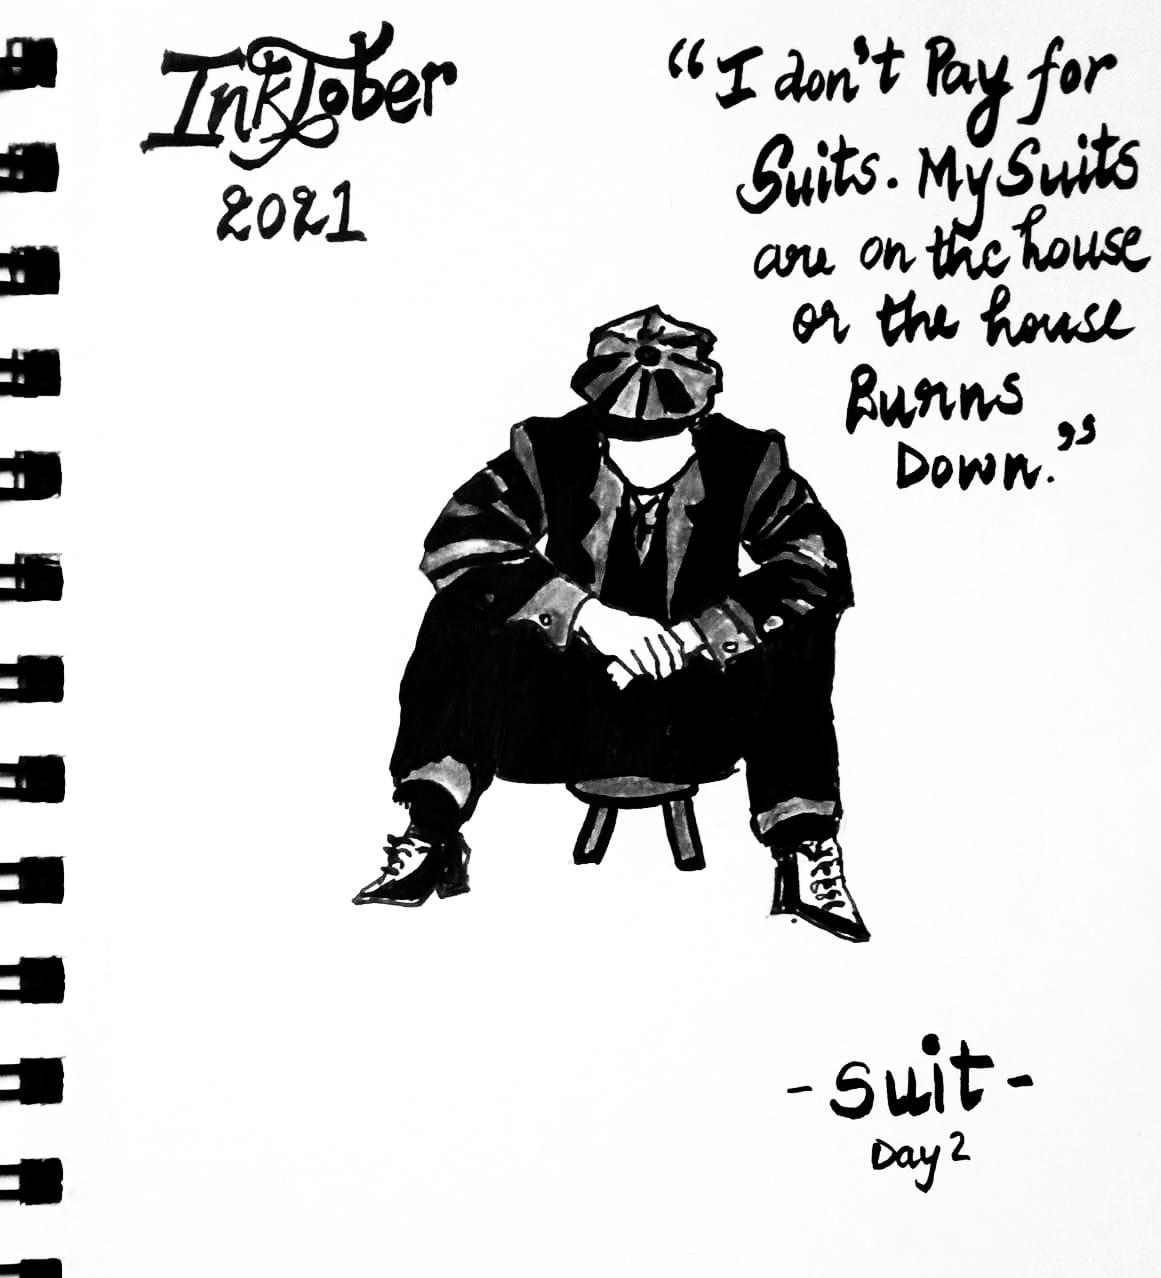 InkTober
2021
“I don't Pay for
Suits. My Suits
are on the house
or the house
Burns
Down.”
- suit -
Day 2